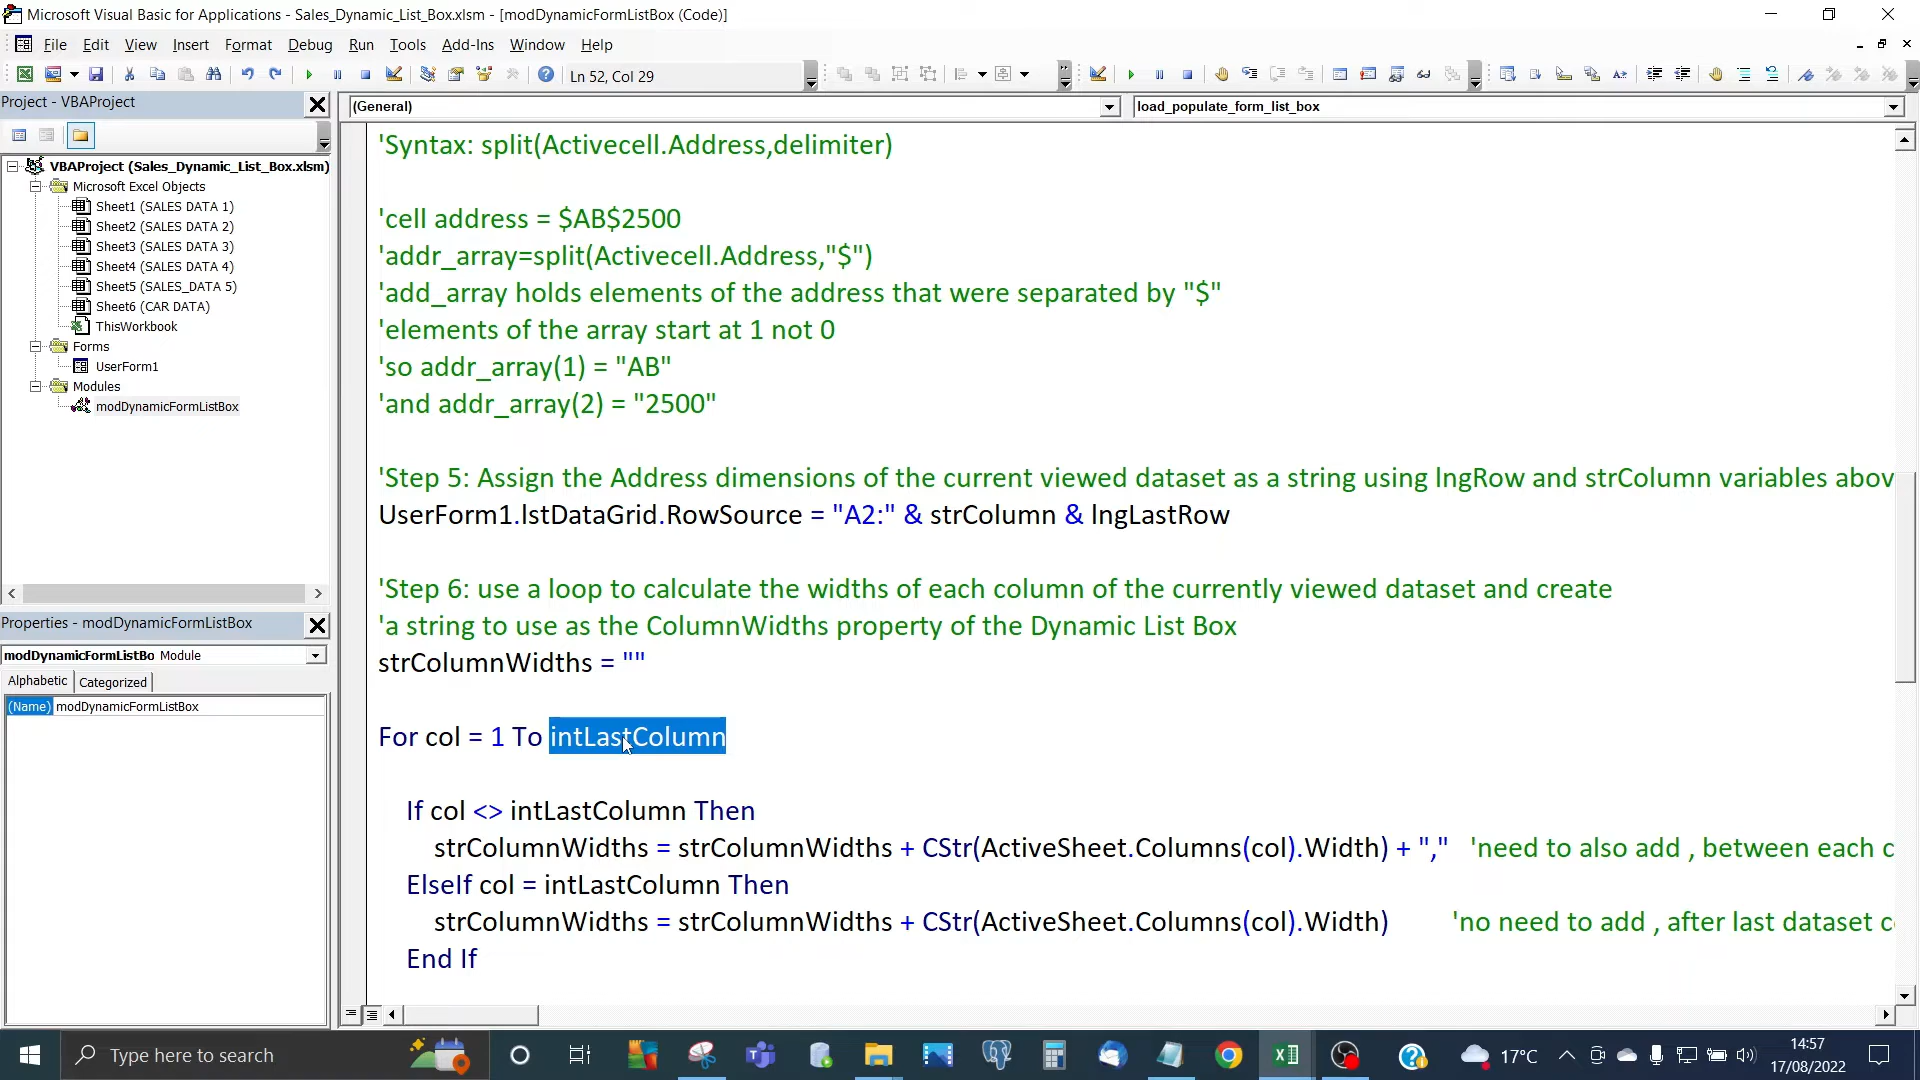 Microsoft Visual Basic for Applications - Sales_Dynamic_List_Box.xlsm - [modDynamicFormListBox (Code)]
File Edit View Insert Format Debug Run Tools Add-Ins Window Help
Ln 52, Col 29
Project - VBAProject
(General)
load_populate_form_list_box
VBAProject (Sales_Dynamic_List_Box.xlsm)
Microsoft Excel Objects
Sheet1 (SALES DATA 1)
Sheet2 (SALES DATA 2)
Sheet3 (SALES DATA 3)
Sheet4 (SALES DATA 4)
Sheet5 (SALES_DATA 5)
Sheet6 (CAR DATA)
ThisWorkbook
Forms
UserForm1
Modules
modDynamicFormListBox
Properties - modDynamicFormListBox
modDynamicFormListBo Module
Alphabetic Categorized
(Name) modDynamicFormListBox
'Syntax: split(Activecell.Address,delimiter)
'cell address = $AB$2500
'addr_array=split(Activecell.Address,"$")
'add_array holds elements of the address that were separated by "$"
'elements of the array start at 1 not 0
'so addr_array(1) = "AB"
'and addr_array(2) = "2500"
'Step 5: Assign the Address dimensions of the current viewed dataset as a string using lngRow and strColumn variables abov
UserForm1.lstDataGrid.RowSource = "A2:" & strColumn & lngLastRow
'Step 6: use a loop to calculate the widths of each column of the currently viewed dataset and create
'a string to use as the ColumnWidths property of the Dynamic List Box
strColumnWidths = ""
For col = 1 To intLastColumn
If col <> intLastColumn Then
strColumnWidths = strColumnWidths + CStr(ActiveSheet.Columns(col).Width) + "," 'need to also add , between each c
ElseIf col = intLastColumn Then
strColumnWidths = strColumnWidths + CStr(ActiveSheet.Columns(col).Width) 'no need to add , after last dataset c
End If
Type here to search
17°C
14:57
17/08/2022